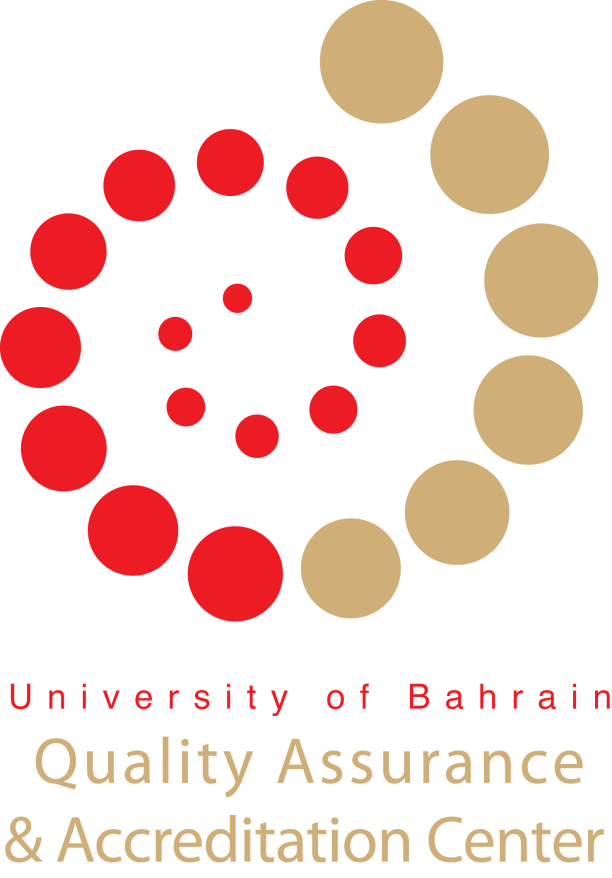 University of Bahrain
Quality Assurance
& Accreditation Center